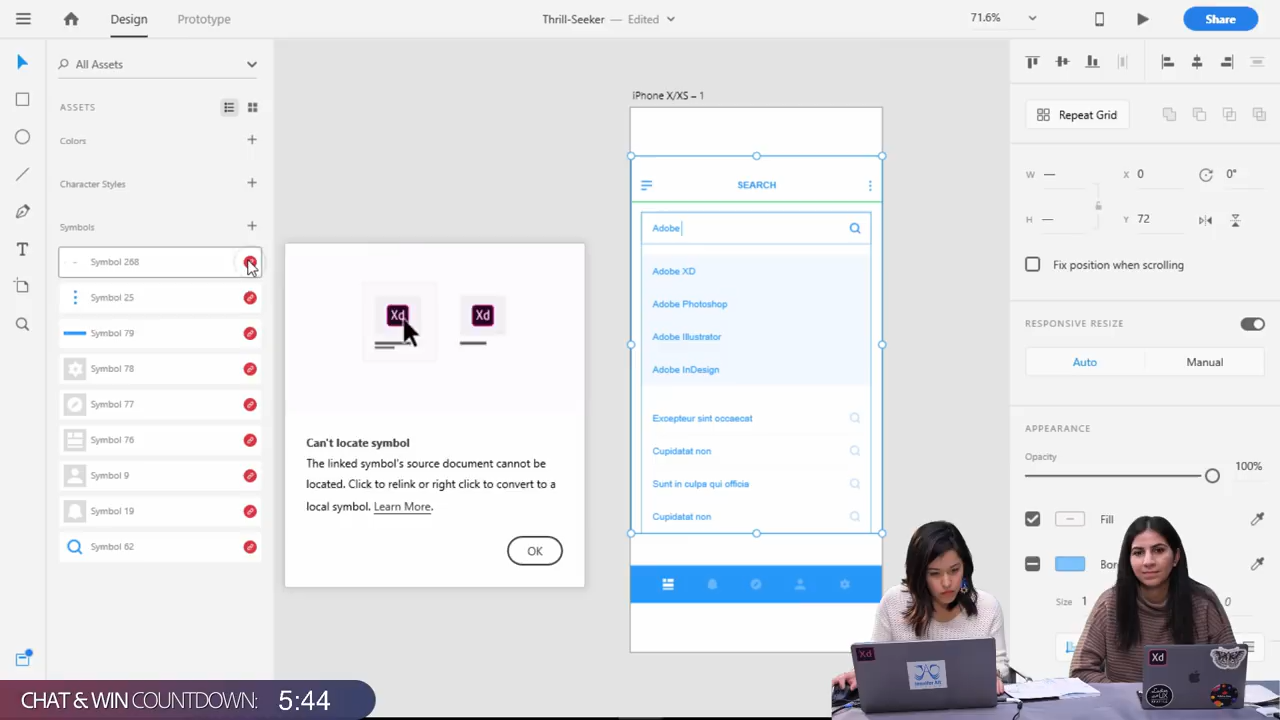 Design
Prototype
Thrill-Seeker — Edited
71.6%
Share
All Assets
ASSETS
Colors
Character Styles
Symbols
Symbol 268
Symbol 25
Symbol 79
Symbol 78
Symbol 77
Symbol 76
Symbol 9
Symbol 19
Symbol 62
Xd
Xd
Can't locate symbol
The linked symbol's source document cannot be
located. Click to relink or right click to convert to a
local symbol. Learn More.
OK
iPhone X/XS – 1
SEARCH
Adobe
Adobe XD
Adobe Photoshop
Adobe Illustrator
Adobe InDesign
Excepteur sint occaecat
Cupidatat non
Sunt in culpa qui officia
Cupidatat non
Repeat Grid
W —
X 0
0°
H —
Y 72
Fix position when scrolling
RESPONSIVE RESIZE
Auto
Manual
APPEARANCE
Opacity
100%
Fill
Size 1
0
Xd
Xd
CHAT & WIN COUNTDOWN: 5:44